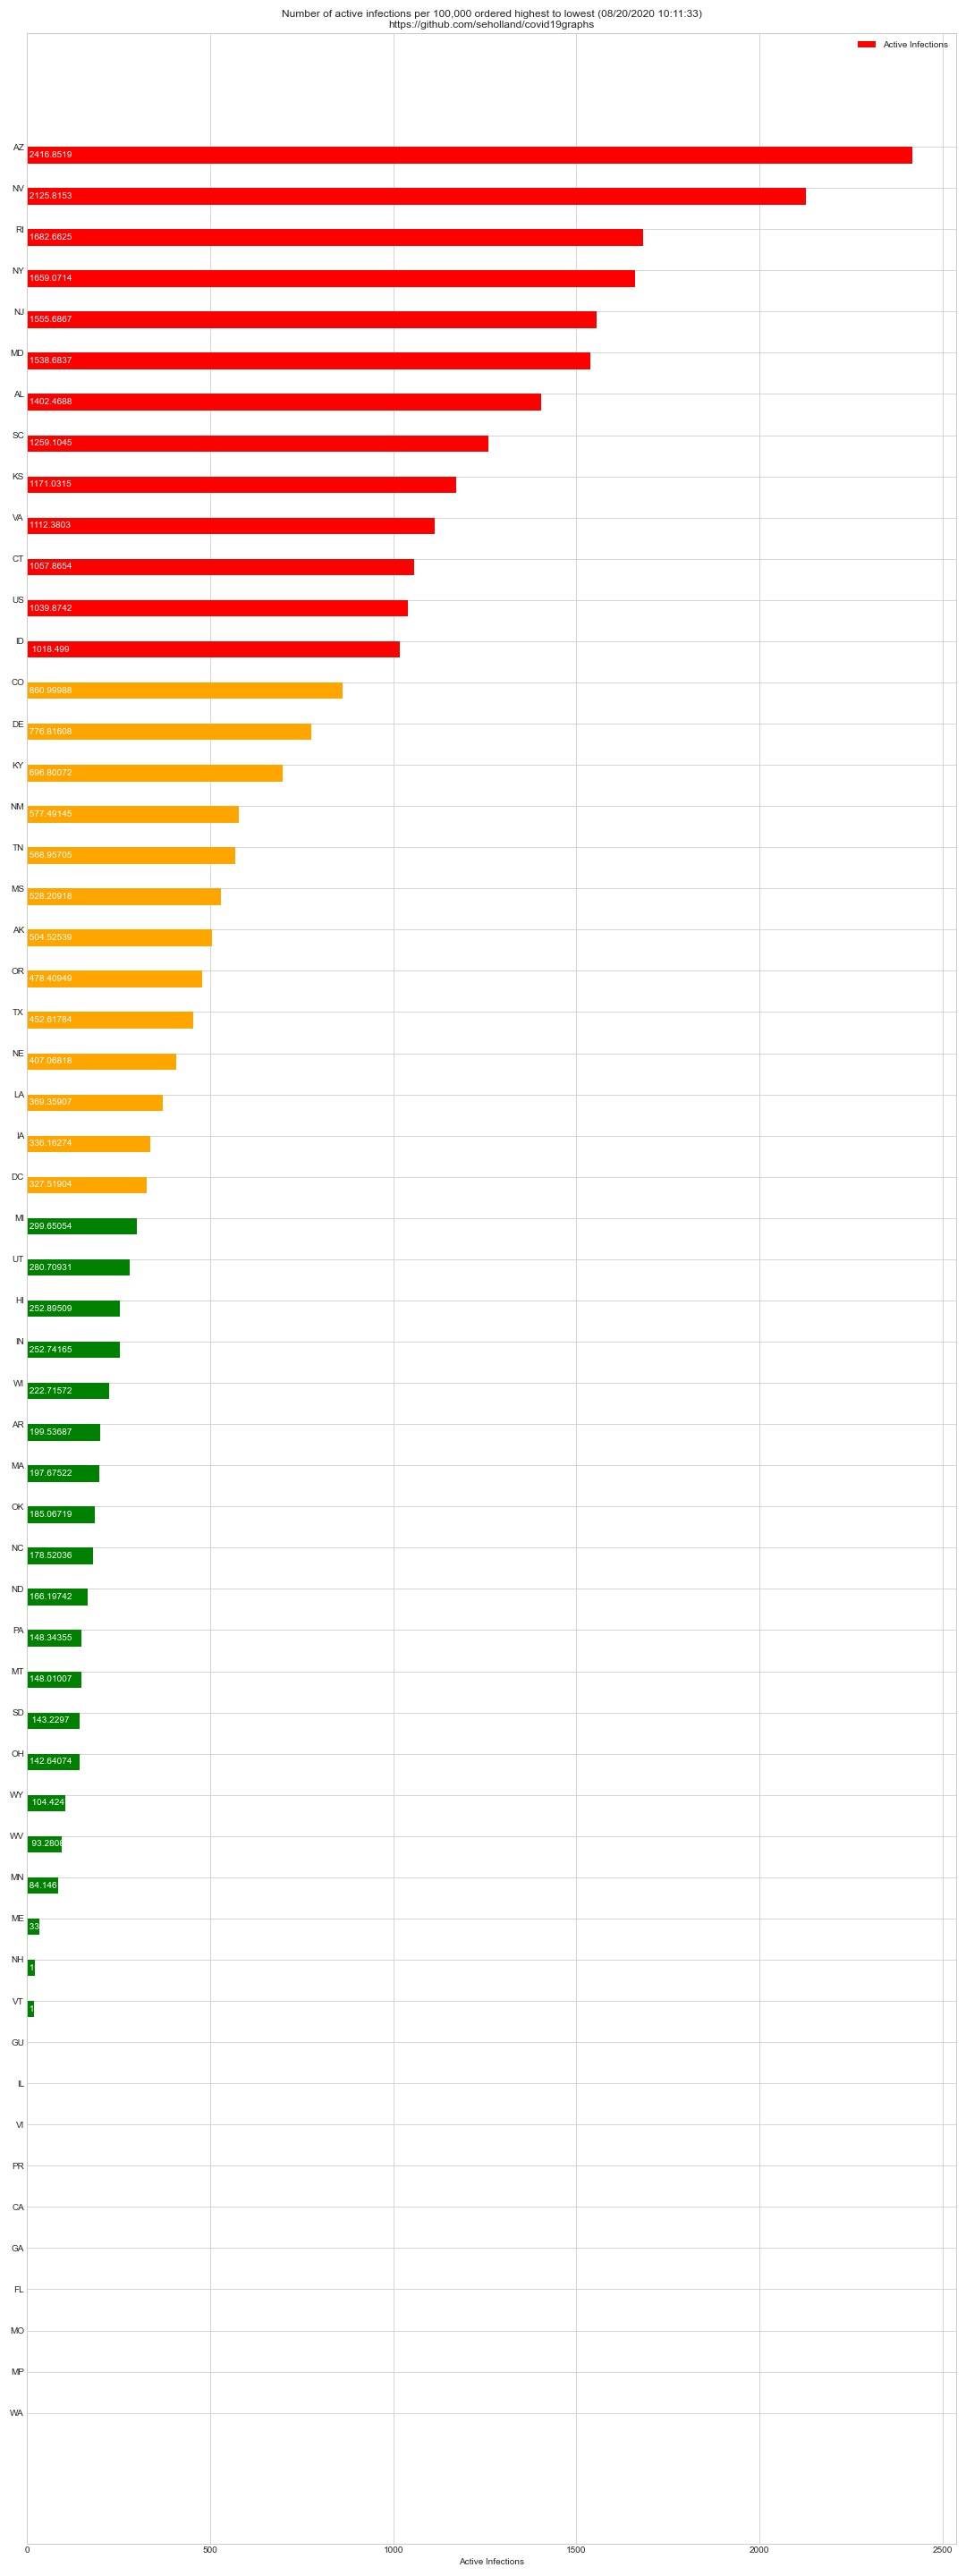 Number of active infections per 100,000 ordered highest to lowest (08/20/2020 10:11:33)
https://github.com/seholland/covid19graphs
Active Infections
AZ 2416.8519
NV 2125.8153
RI 1682.6625
NY 1659.0714
NJ 1555.6867
MD 1538.6837
AL 1402.4688
SC 1259.1045
KS 1171.0315
VA 1112.3803
CT 1057.8654
US 1039.8742
ID 1018.499
CO 860.99988
DE 776.81608
KY 696.80072
NM 577.49145
TN 568.95705
MS 528.20918
AK 504.52539
OR 478.40949
TX 452.61784
NE 407.06818
LA 369.35907
IA 336.16274
DC 327.51904
MI 299.65054
UT 280.70931
HI 252.89509
IN 252.74165
WI 222.71572
AR 199.53687
MA 197.67522
OK 185.06719
NC 178.52036
ND 166.19742
PA 148.34355
MT 148.01007
SD 143.2297
OH 142.64074
WY 104.424
WV 93.2808
MN 84.146
ME 33
NH 1
VT 1
GU
IL
VI
PR
CA
GA
FL
MO
MP
WA
0 500 1000 1500 2000 2500
Active Infections